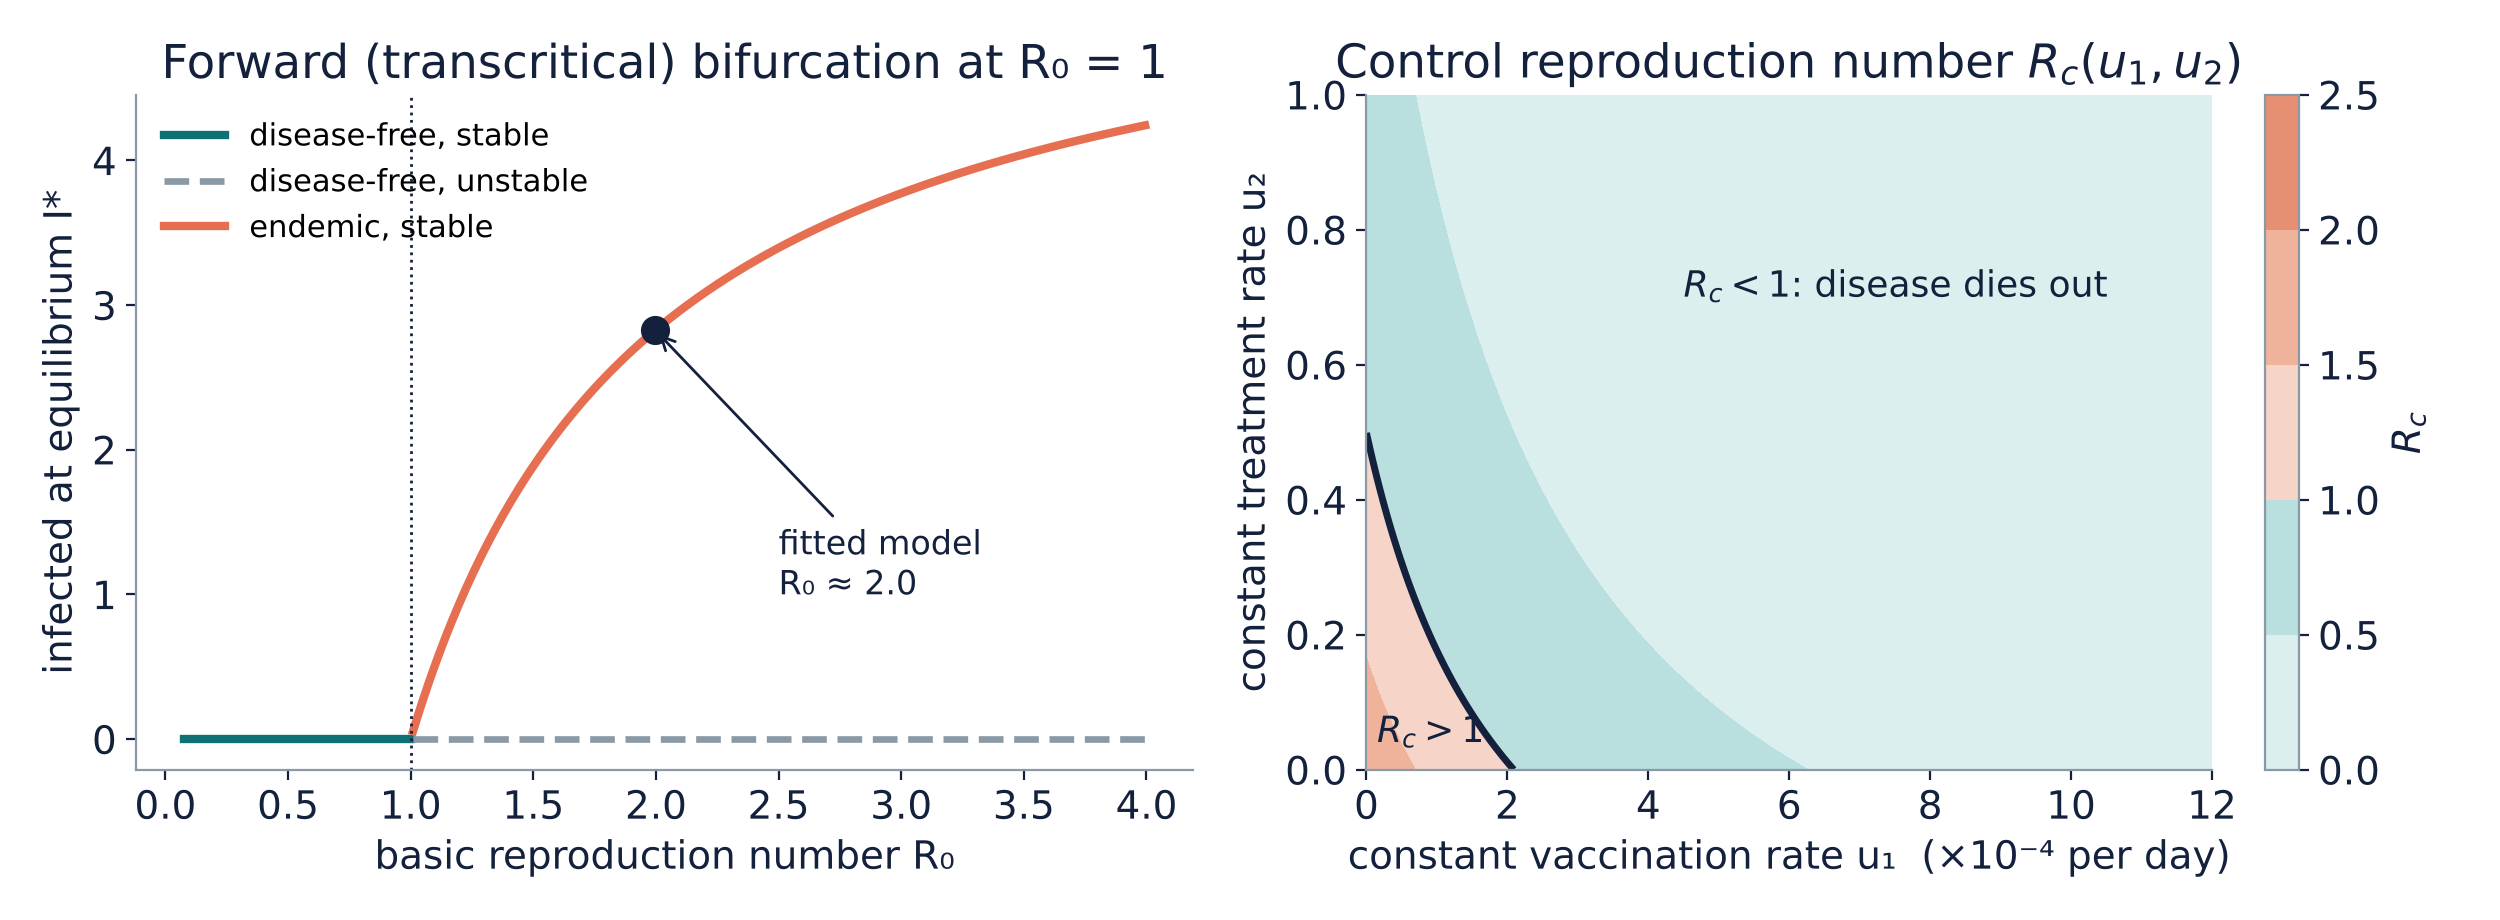 Forward (transcritical) bifurcation at R₀ = 1
disease-free, stable
disease-free, unstable
endemic, stable
fitted model
R₀ ≈ 2.0
infected at equilibrium I*
4
3
2
1
0
0.0 0.5 1.0 1.5 2.0 2.5 3.0 3.5 4.0
basic reproduction number R₀
Control reproduction number R_c(u₁, u₂)
R_c < 1: disease dies out
R_c > 1
constant treatment rate u₂
1.0
0.8
0.6
0.4
0.2
0.0
0 2 4 6 8 10 12
constant vaccination rate u₁ (×10⁻⁴ per day)
2.5
2.0
1.5
1.0
0.5
0.0
R_c